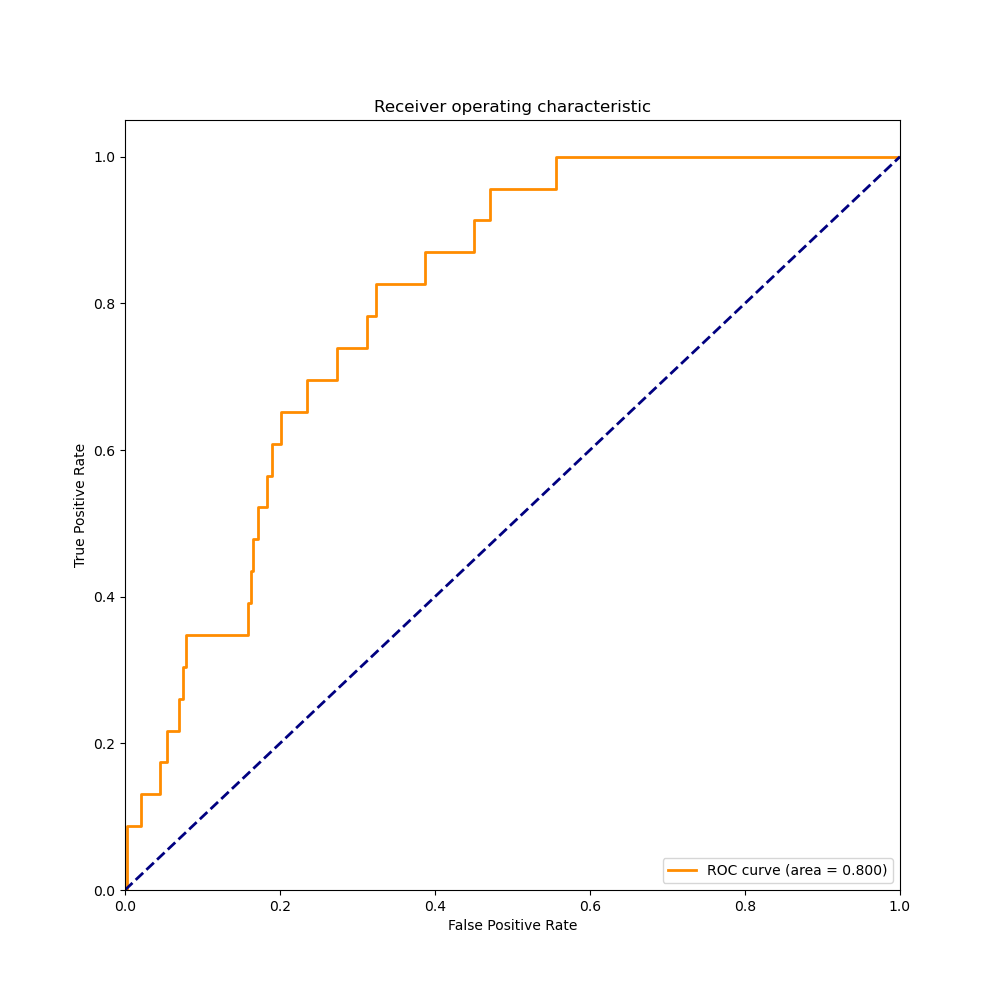 Receiver operating characteristic
1.0
0.8
0.6
0.4
0.2
0.0
True Positive Rate
ROC curve (area = 0.800)
0.0 0.2 0.4 0.6 0.8 1.0
False Positive Rate